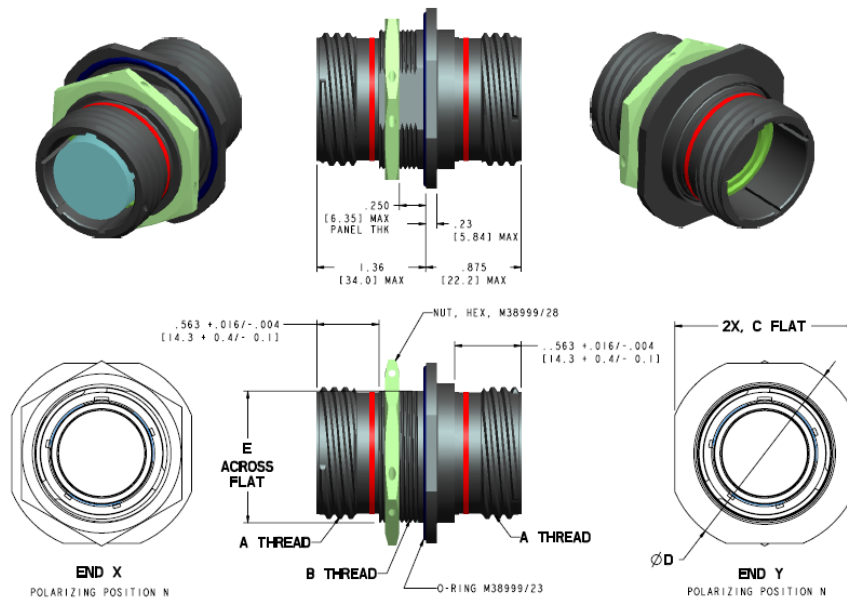 .250
[6.35] MAX
PANEL THK
.23
[5.84] MAX
1.36
[34.0] MAX
.875
[22.2] MAX
.563 +.016/-.004
[14.3 + 0.4/- 0.1]
NUT, HEX, M38999/28
..563 +.016/-.004
[14.3 + 0.4/- 0.1]
2X, C FLAT
E
ACROSS
FLAT
A THREAD
B THREAD
A THREAD
O-RING M38999/23
ØD
END X
POLARIZING POSITION N
END Y
POLARIZING POSITION N